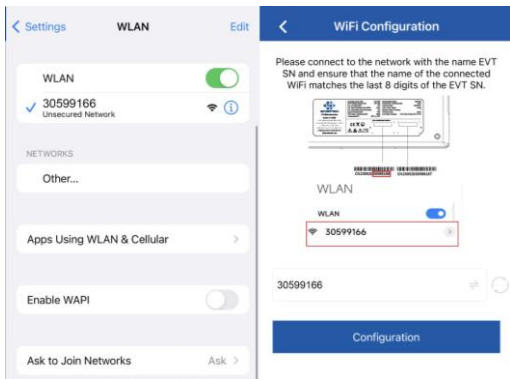 Settings
WLAN
Edit
WLAN
30599166
Unsecured Network
NETWORKS
Other...
Apps Using WLAN & Cellular
Enable WAPI
Ask to Join Networks
Ask
WiFi Configuration
Please connect to the network with the name EVT
SN and ensure that the name of the connected
WiFi matches the last 8 digits of the EVT SN.
WLAN
WLAN
30599166
30599166
Configuration